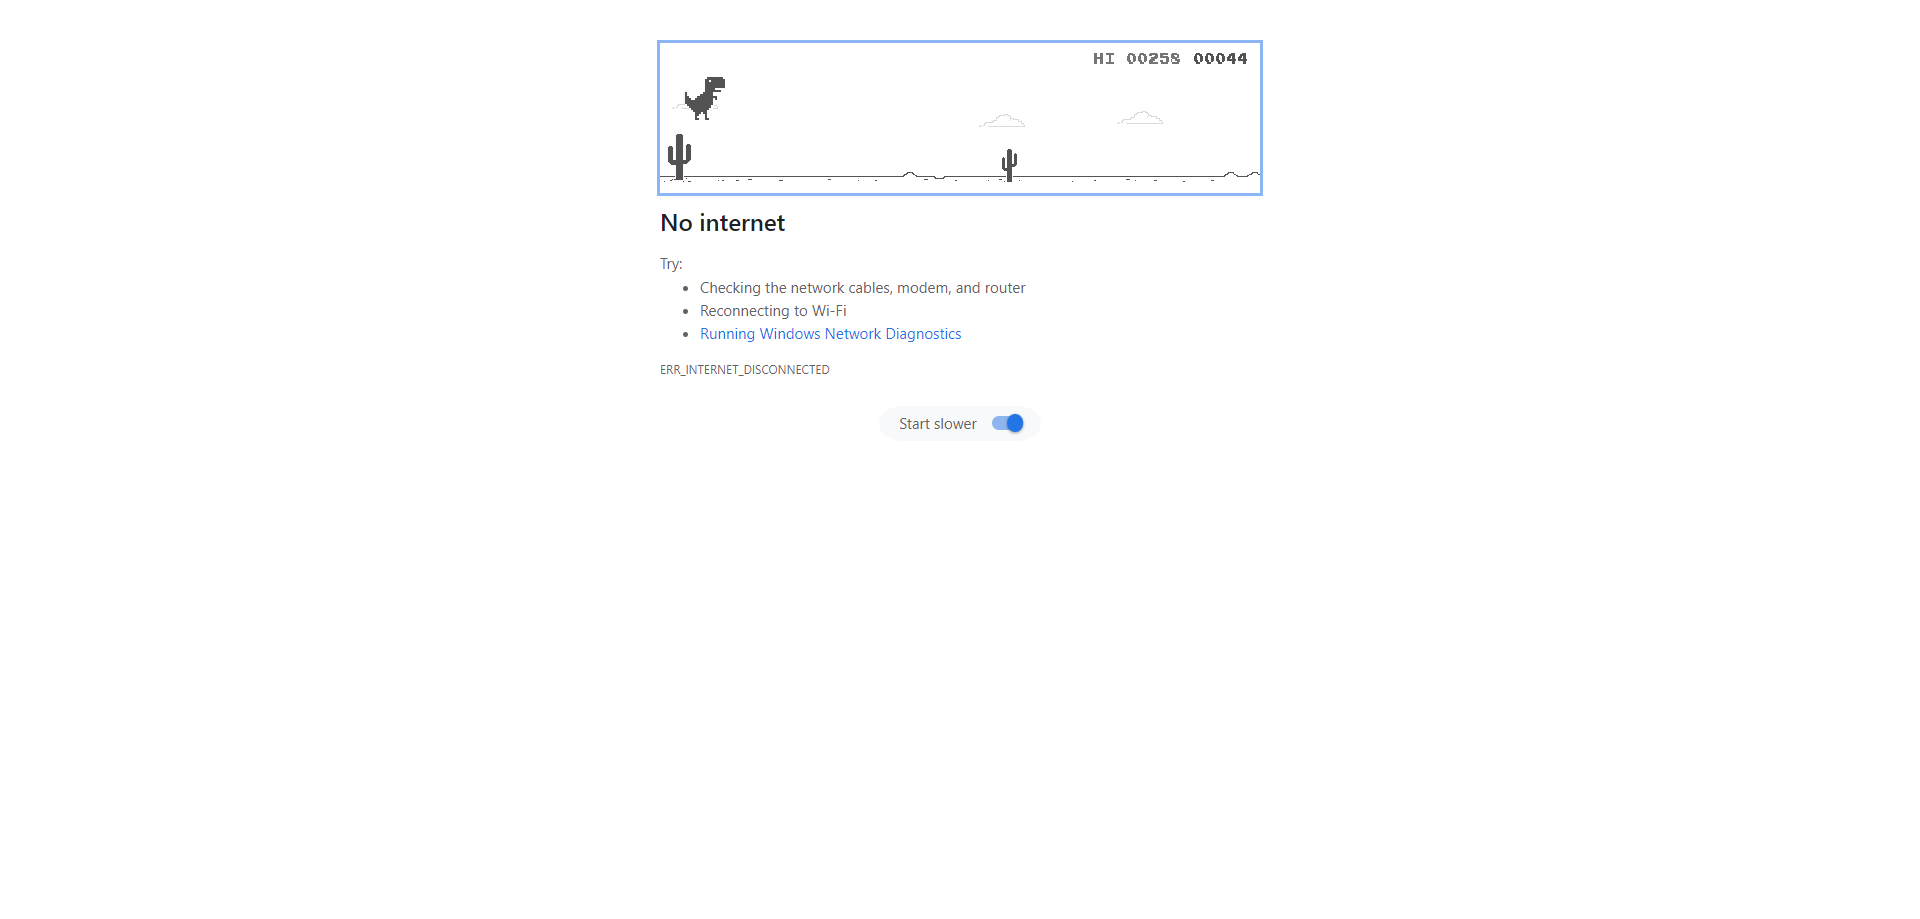 HI 00258 00044
No internet
Try:
Checking the network cables, modem, and router
Reconnecting to Wi-Fi
Running Windows Network Diagnostics
ERR_INTERNET_DISCONNECTED
Start slower